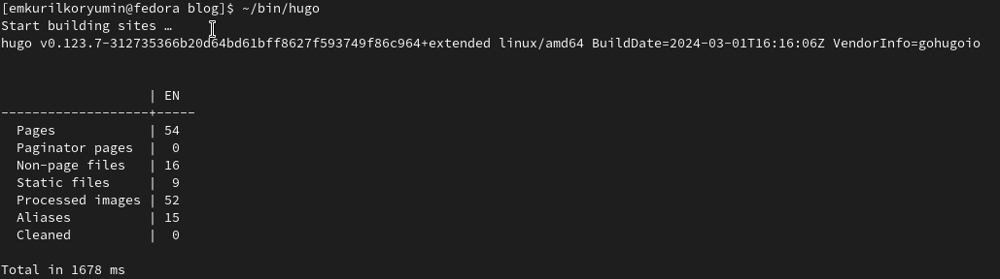 [emkurilkoryumin@fedora blog]$ ~/bin/hugo
Start building sites …
hugo v0.123.7-312735366b20d64bd61bff8627f593749f86c964+extended linux/amd64 BuildDate=2024-03-01T16:16:06Z VendorInfo=gohugoio
                   | EN
-------------------+-----
  Pages            | 54
  Paginator pages  |  0
  Non-page files   | 16
  Static files     |  9
  Processed images | 52
  Aliases          | 15
  Cleaned          |  0
Total in 1678 ms